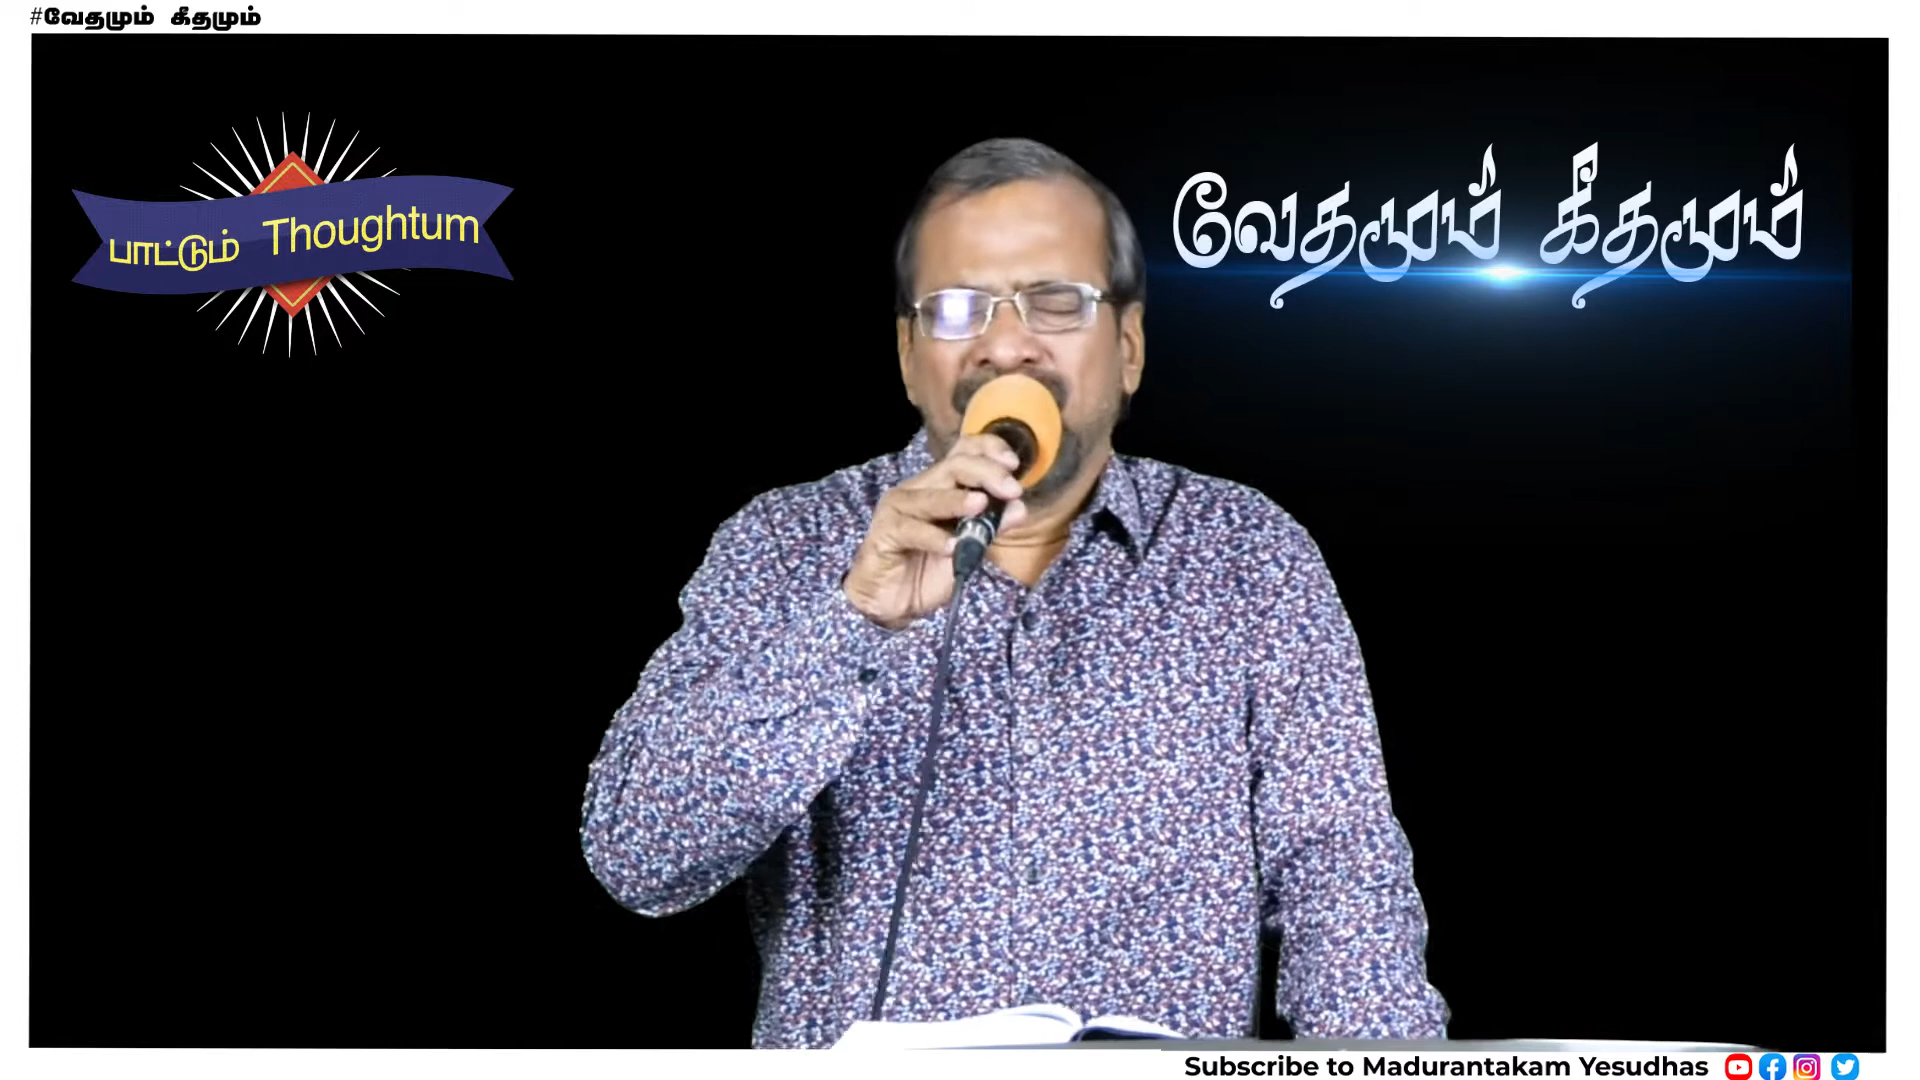 #வேதமும் கீதமும்
பாட்டும் Thoughtum
வேதமும் கீதமும்
Subscribe to Madurantakam Yesudhas